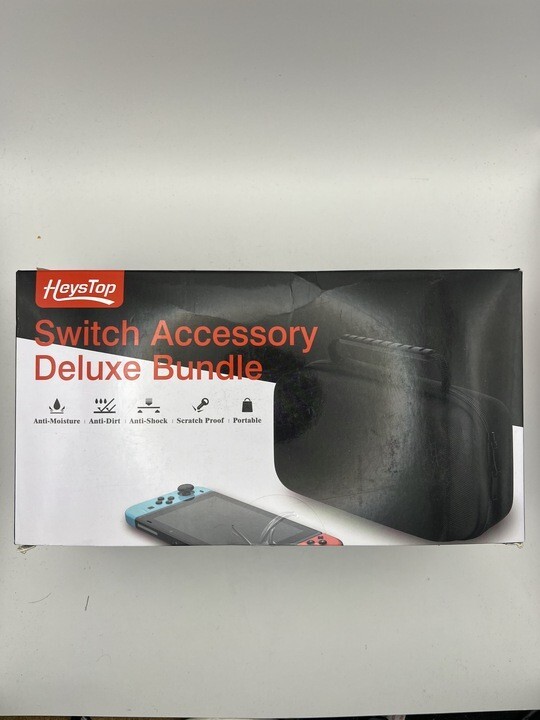 HeysTop
Switch Accessory
Deluxe Bundle
Anti-Moisture Anti-Dirt Anti-Shock Scratch Proof Portable